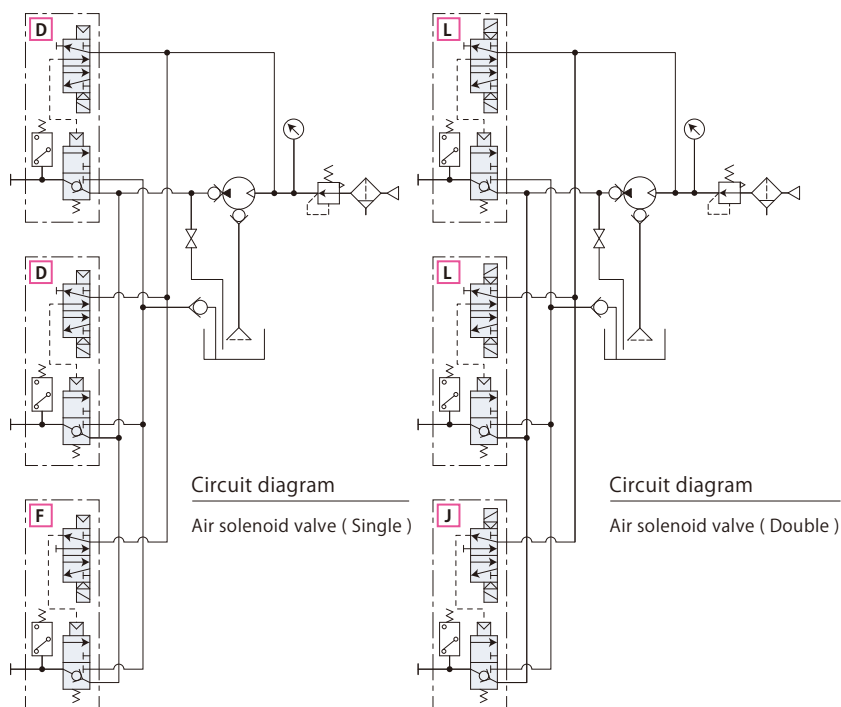 D
L
D
L
Circuit diagram
Air solenoid valve ( Single )
Circuit diagram
Air solenoid valve ( Double )
F
J